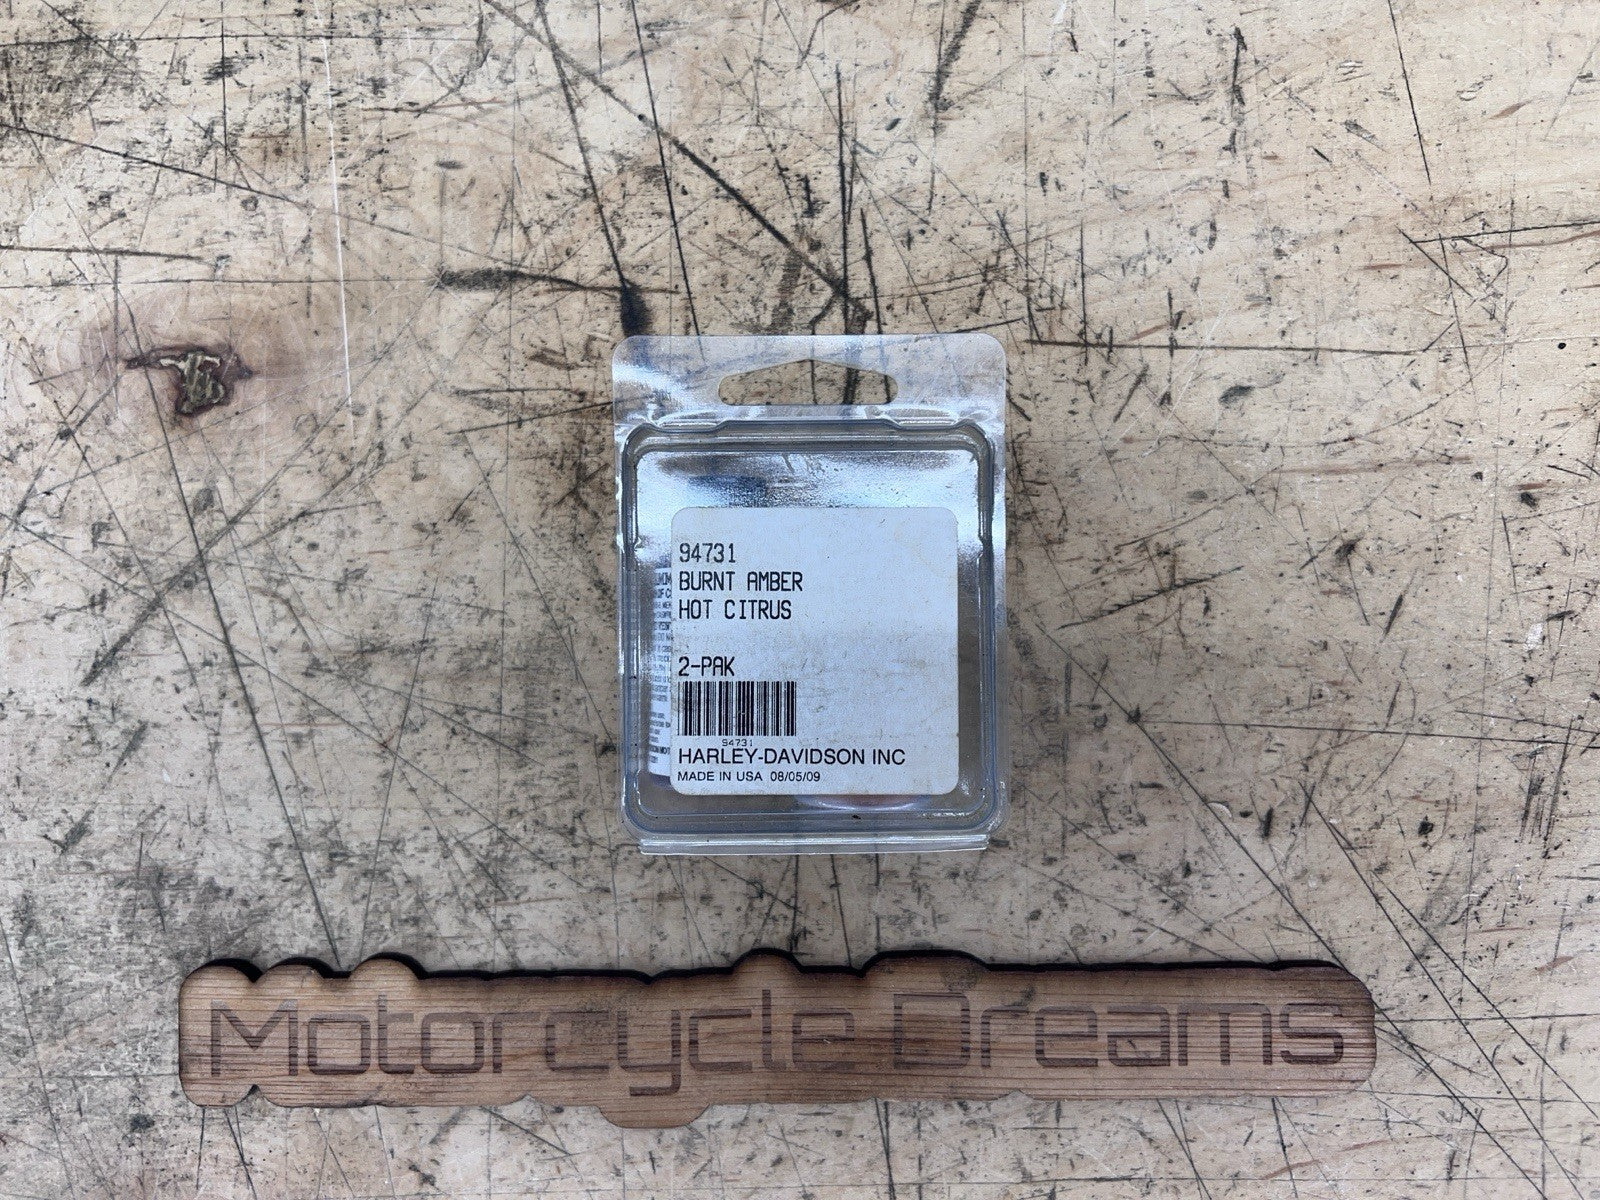 94731
BURNT AMBER
HOT CITRUS
2-PAK
94731
HARLEY-DAVIDSON INC
MADE IN USA 08/05/09
Motorcycle Dreams